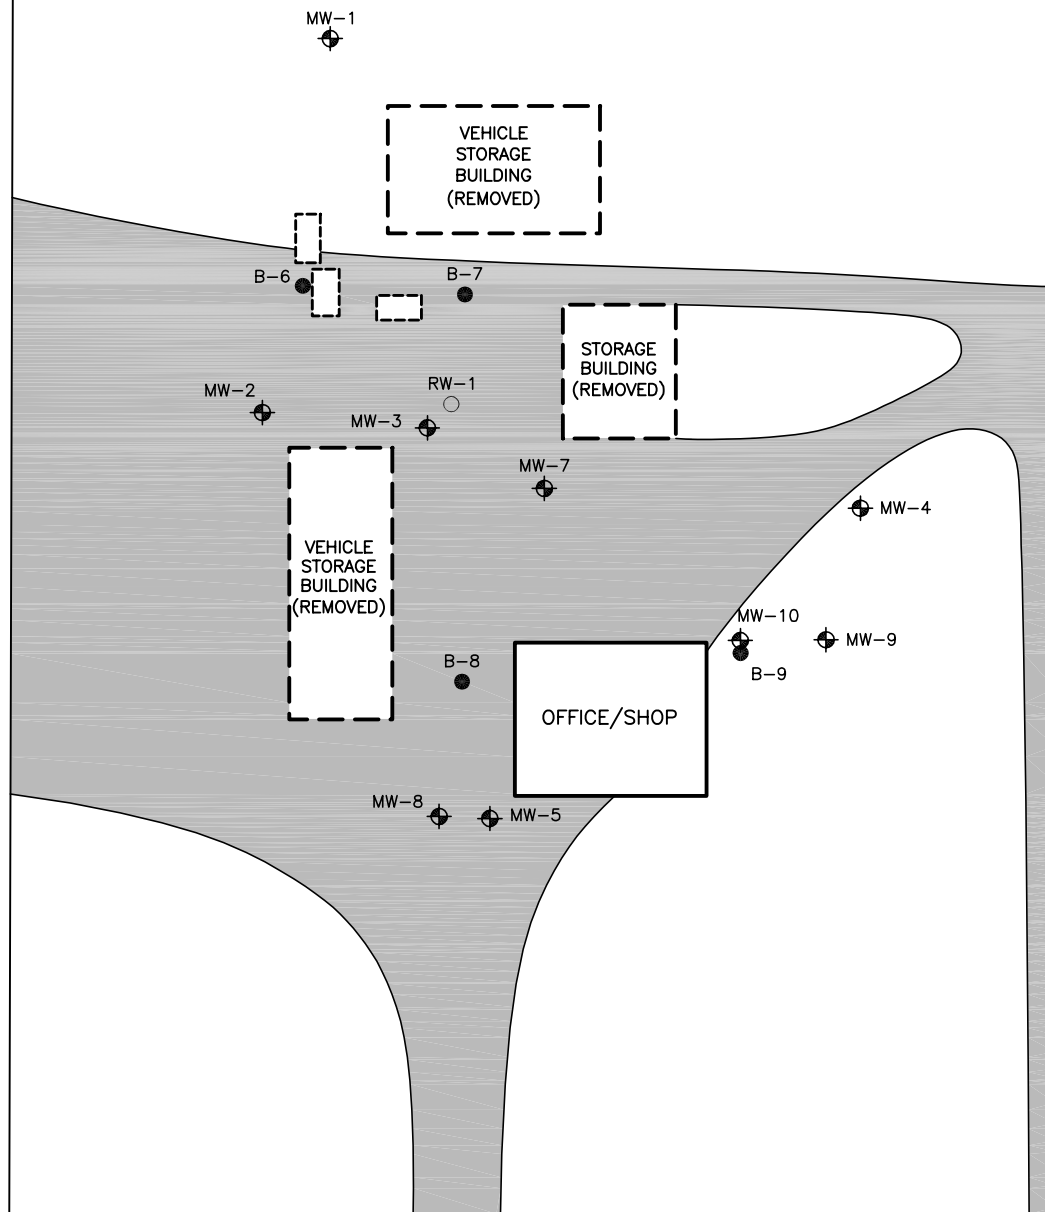 MW-1
VEHICLE
STORAGE
BUILDING
(REMOVED)
B-6
B-7
STORAGE
BUILDING
(REMOVED)
MW-2
RW-1
MW-3
MW-7
MW-4
VEHICLE
STORAGE
BUILDING
(REMOVED)
MW-10
MW-9
B-8
B-9
OFFICE/SHOP
MW-8
MW-5